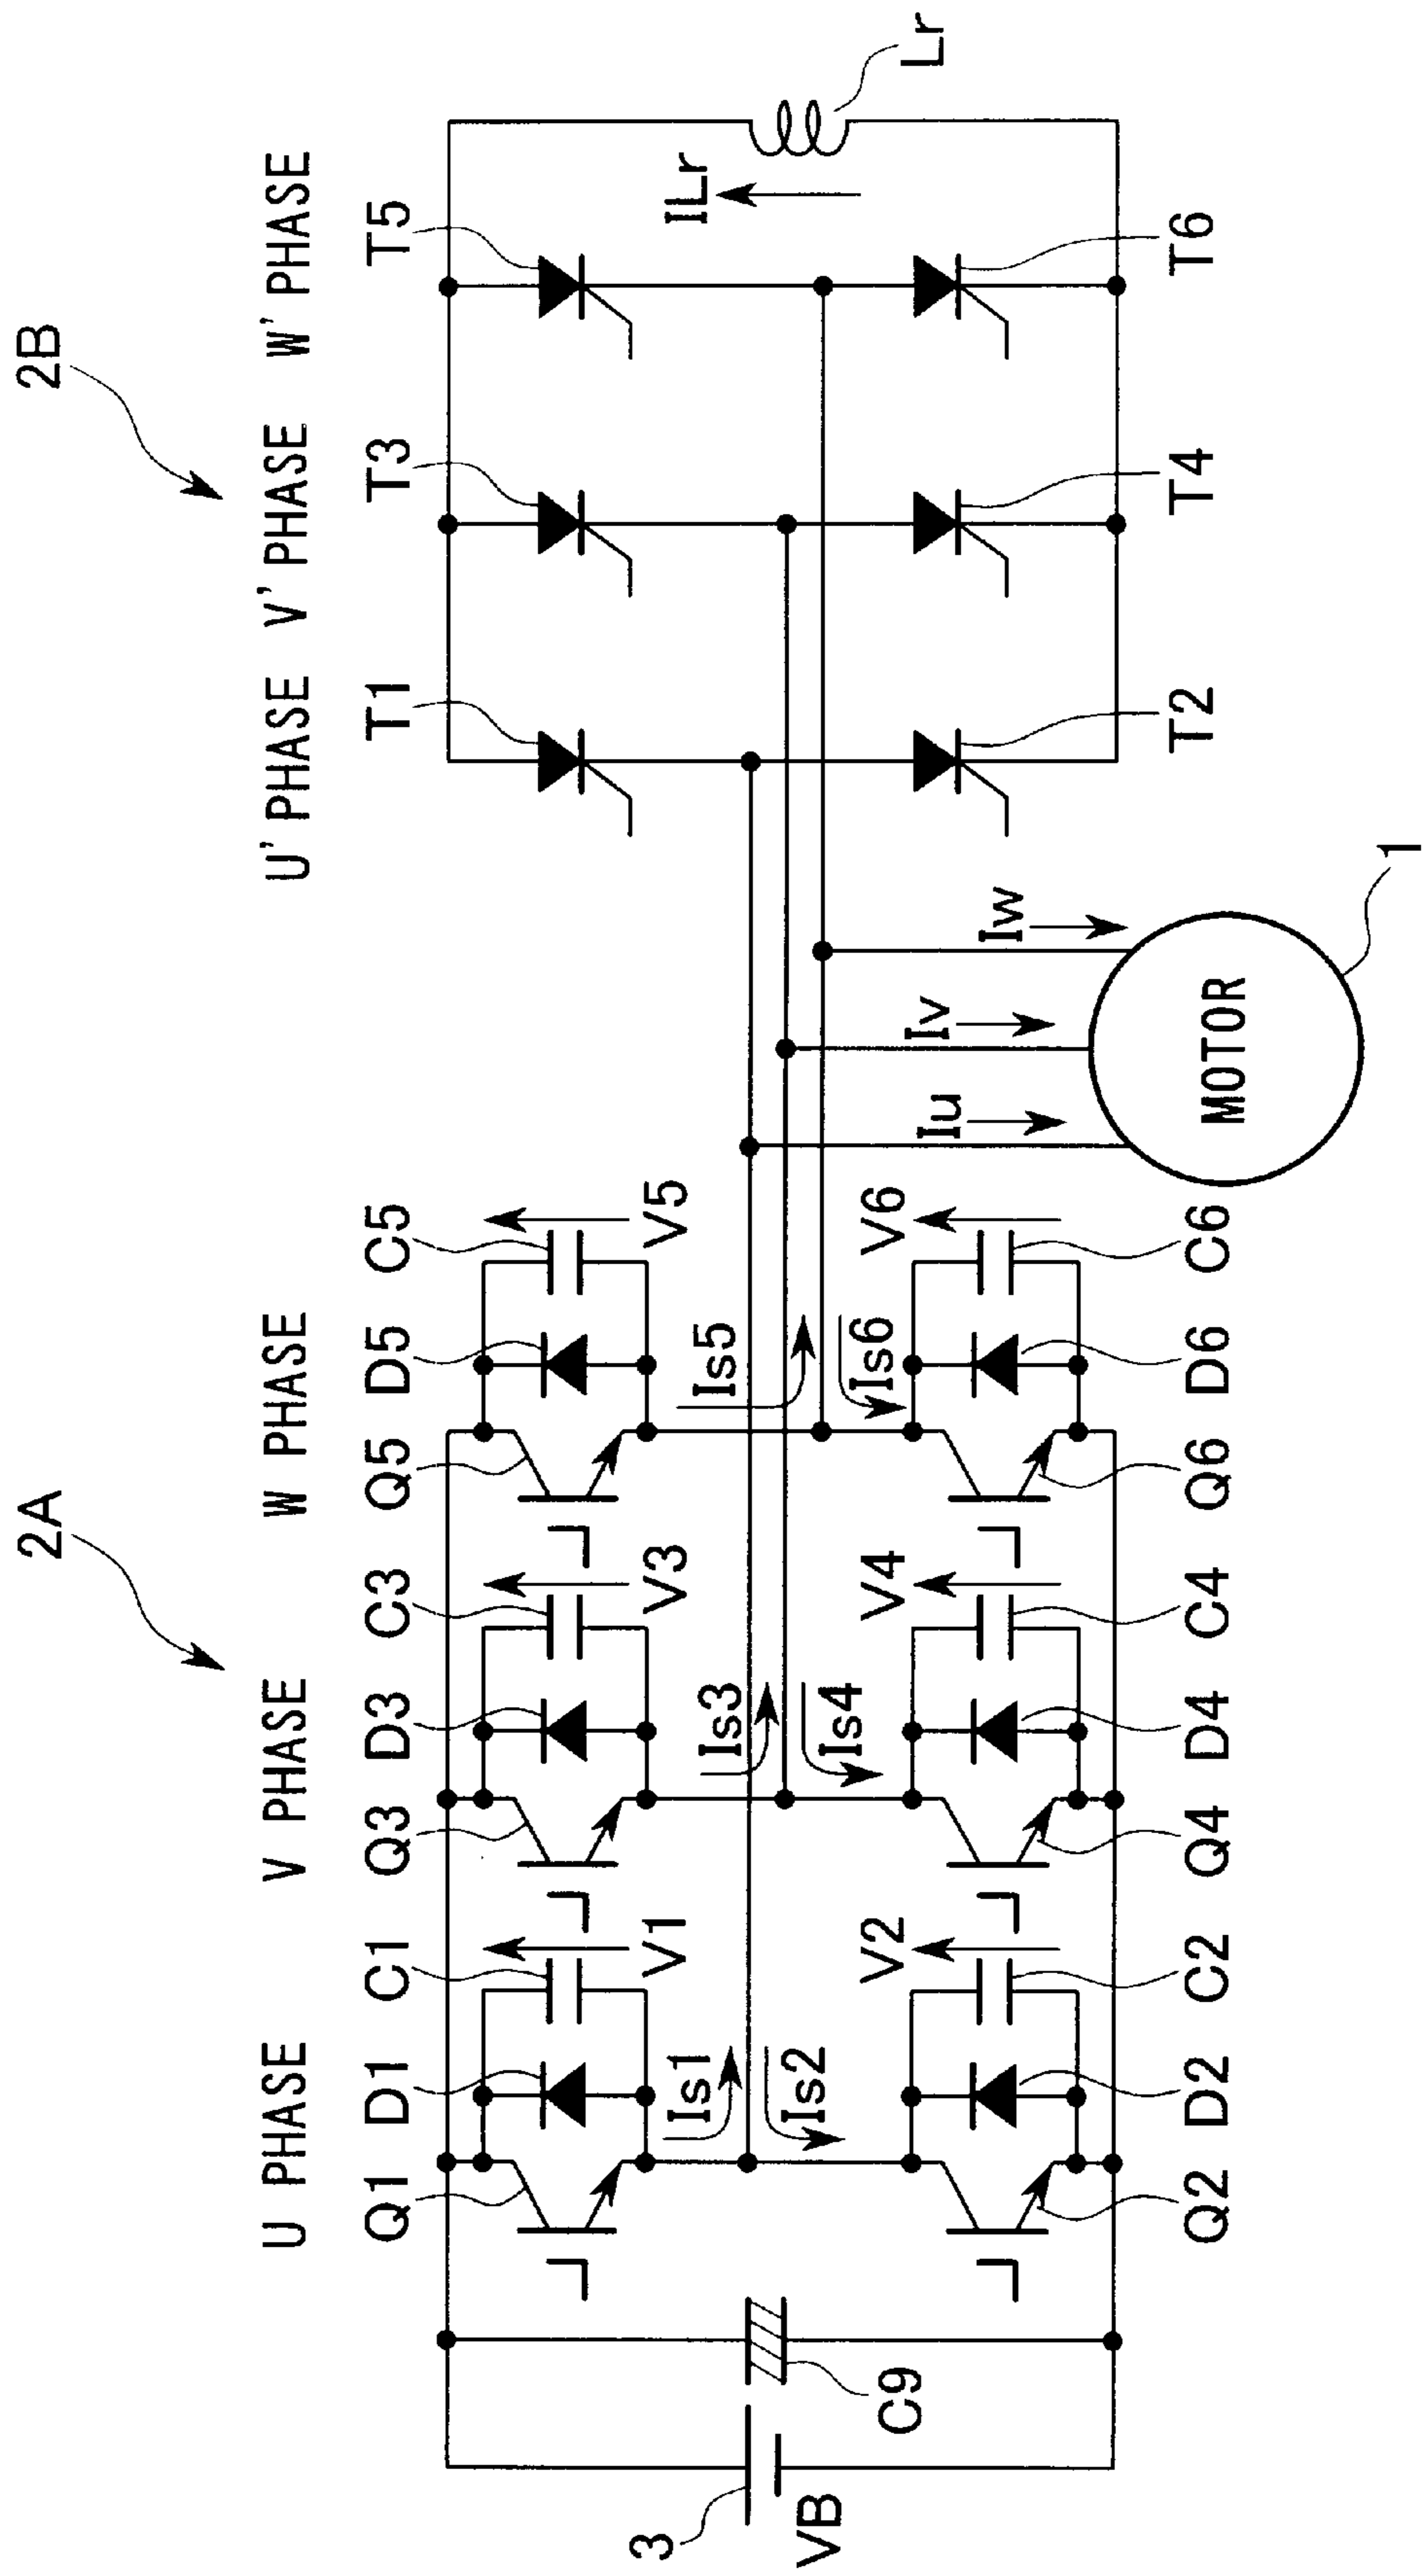 2A
2B
U PHASE
V PHASE
W PHASE
U' PHASE
V' PHASE
W' PHASE
Q1
D1
C1
Q3
D3
C3
Q5
D5
C5
T1
T3
T5
V1
V3
V5
Is1
Is3
Is5
ILr
Lr
3
VB
C9
Is2
Is4
Is6
V2
V4
V6
Iu
Iv
Iw
Q2
D2
C2
Q4
D4
C4
Q6
D6
C6
MOTOR
1
T2
T4
T6